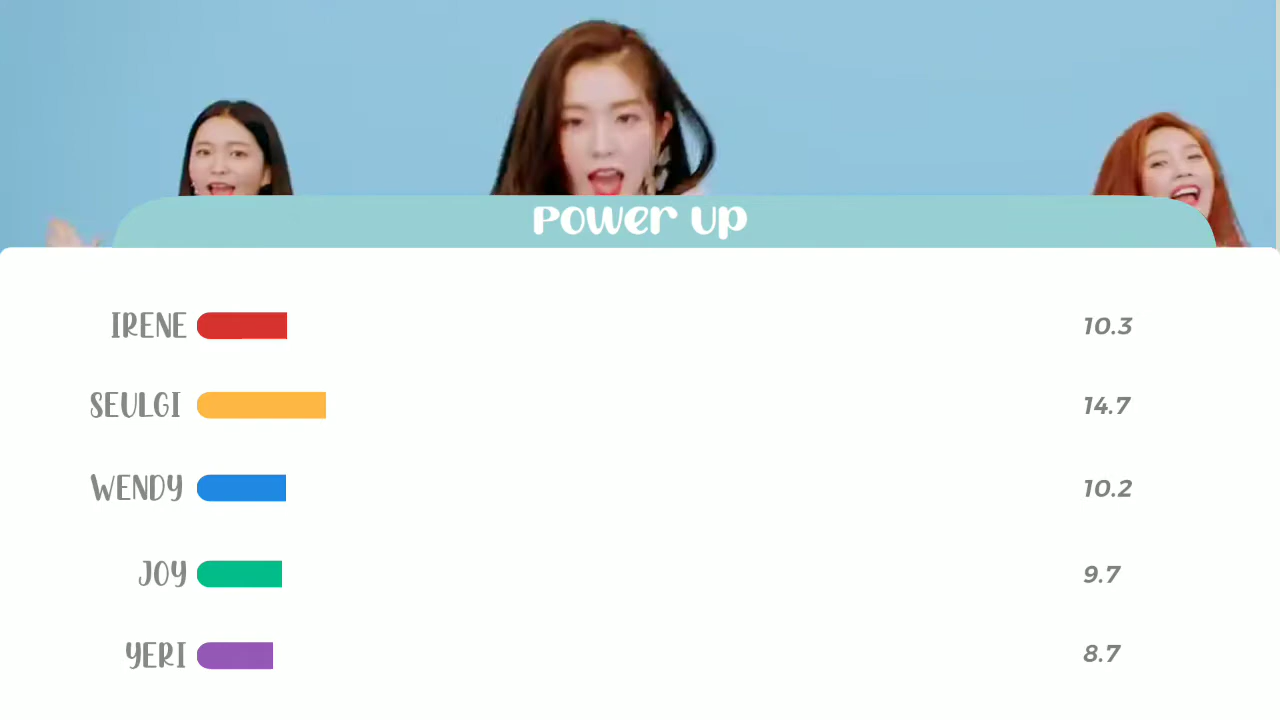 Power Up
IRENE 10.3
SEULGI 14.7
WENDY 10.2
JOY 9.7
YERI 8.7